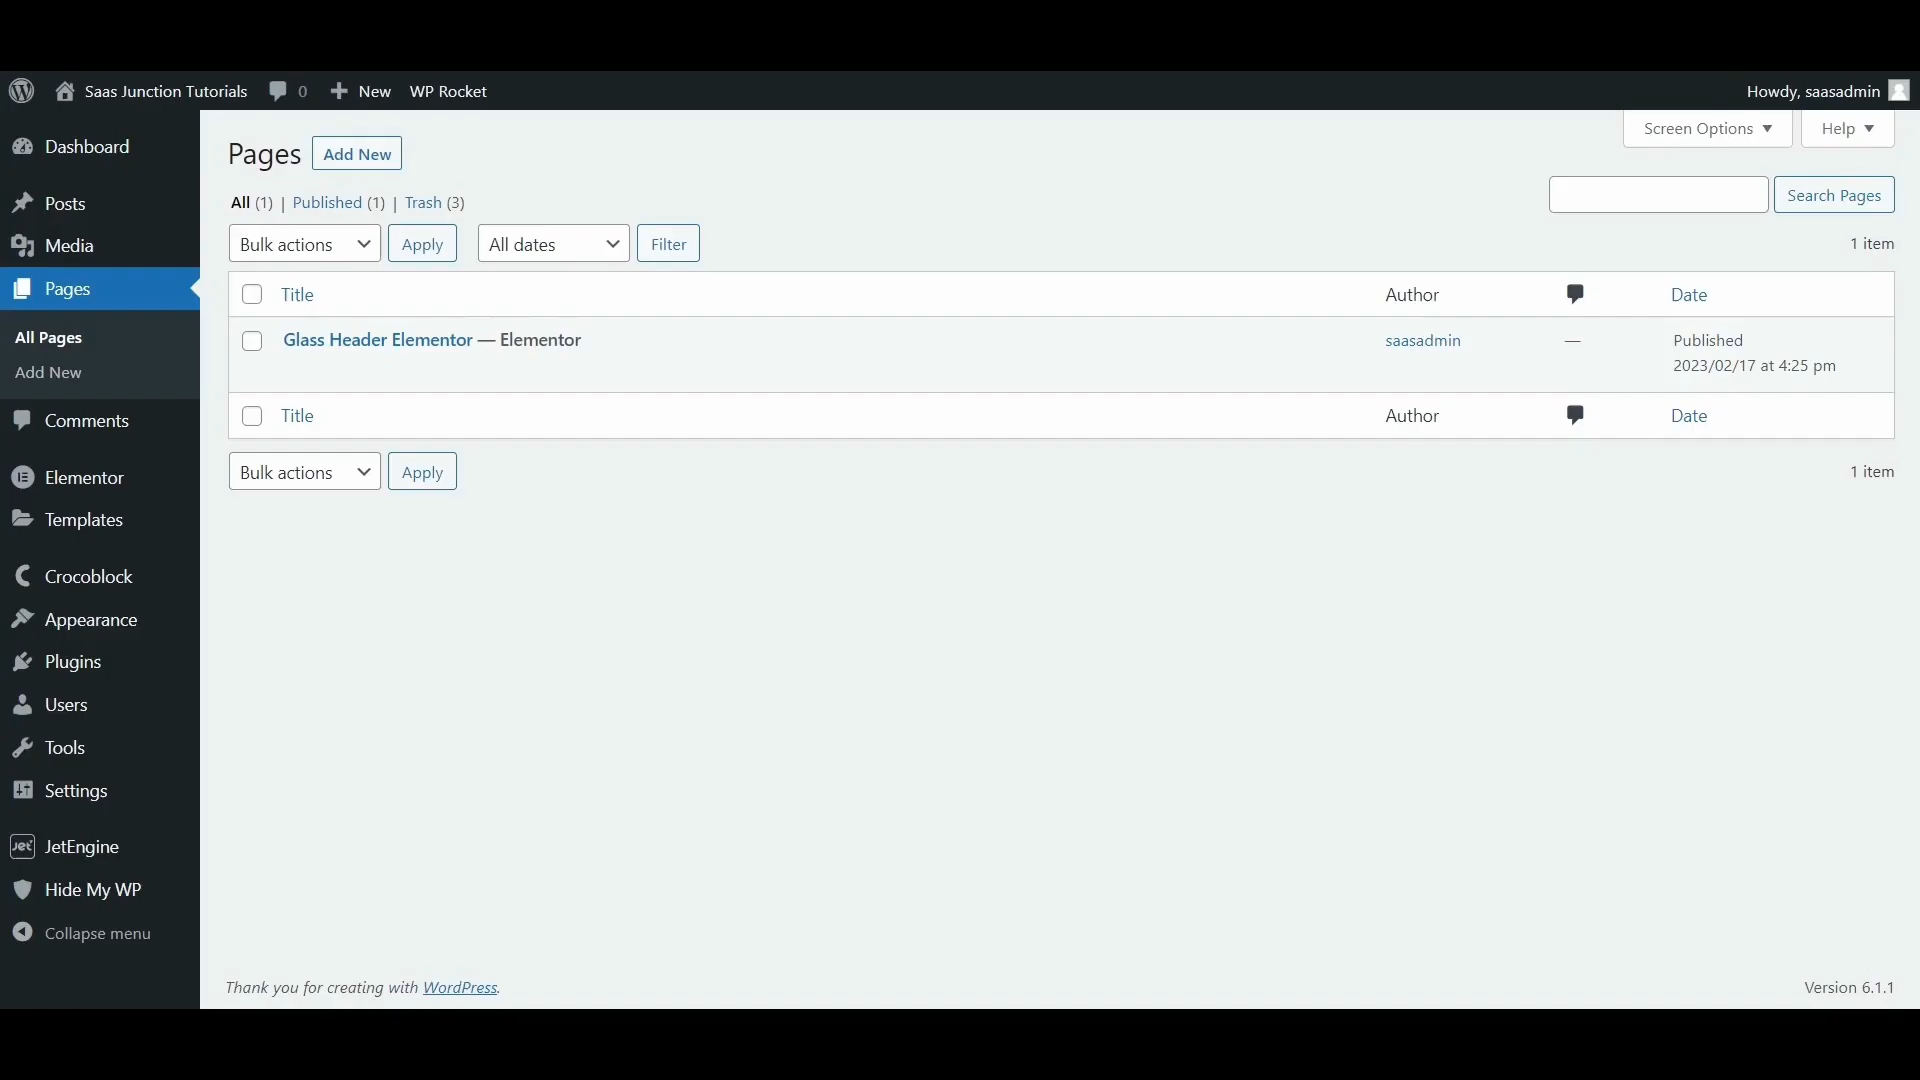 Saas Junction Tutorials 0 New WP Rocket Howdy, saasadmin
Screen Options Help
Dashboard
Posts
Media
Pages
All Pages
Add New
Comments
Elementor
Templates
Crocoblock
Appearance
Plugins
Users
Tools
Settings
Jet JetEngine
Hide My WP
Collapse menu
Pages Add New
All (1) | Published (1) | Trash (3)
Search Pages
Bulk actions Apply All dates Filter 1 item
Title Author Date
Glass Header Elementor — Elementor saasadmin — Published
2023/02/17 at 4:25 pm
Title Author Date
Bulk actions Apply 1 item
Thank you for creating with WordPress. Version 6.1.1